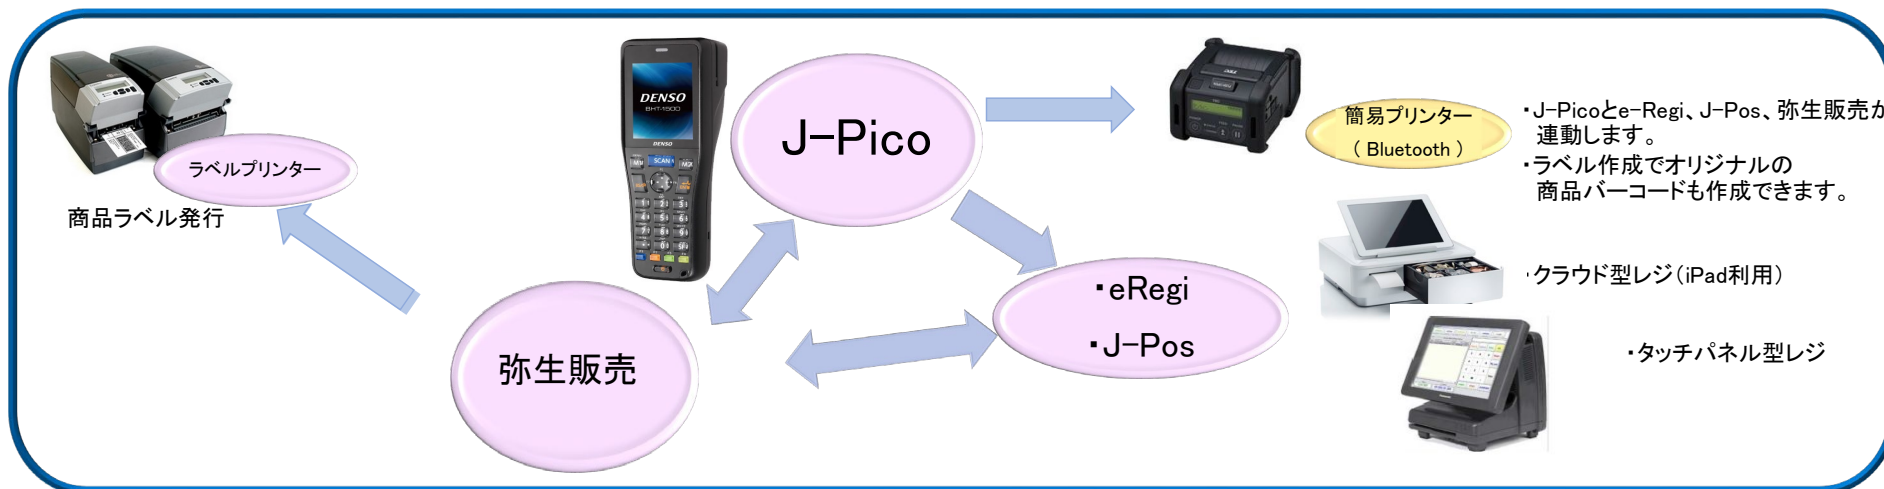 ラベルプリンター
商品ラベル発行
DENSO
BHT-1500
DENSO
SCAN
J-Pico
簡易プリンター
( Bluetooth )
・J-Picoとe-Regi、J-Pos、弥生販売が
連動します。
・ラベル作成でオリジナルの
商品バーコードも作成できます。
・クラウド型レジ(iPad利用)
・eRegi
・J-Pos
弥生販売
・タッチパネル型レジ